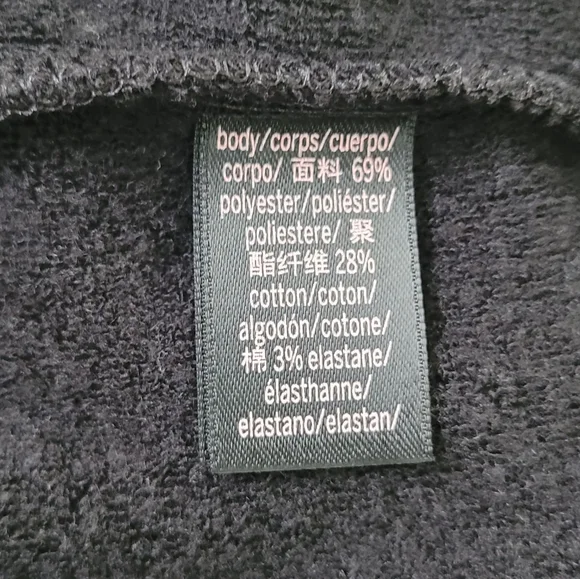 body/corps/cuerpo/
corpo/ 面料 69%
polyester/poliéster/
poliestere/ 聚
酯纤维 28%
cotton/coton/
algodón/cotone/
棉 3% elastane/
élasthanne/
elastano/elastan/